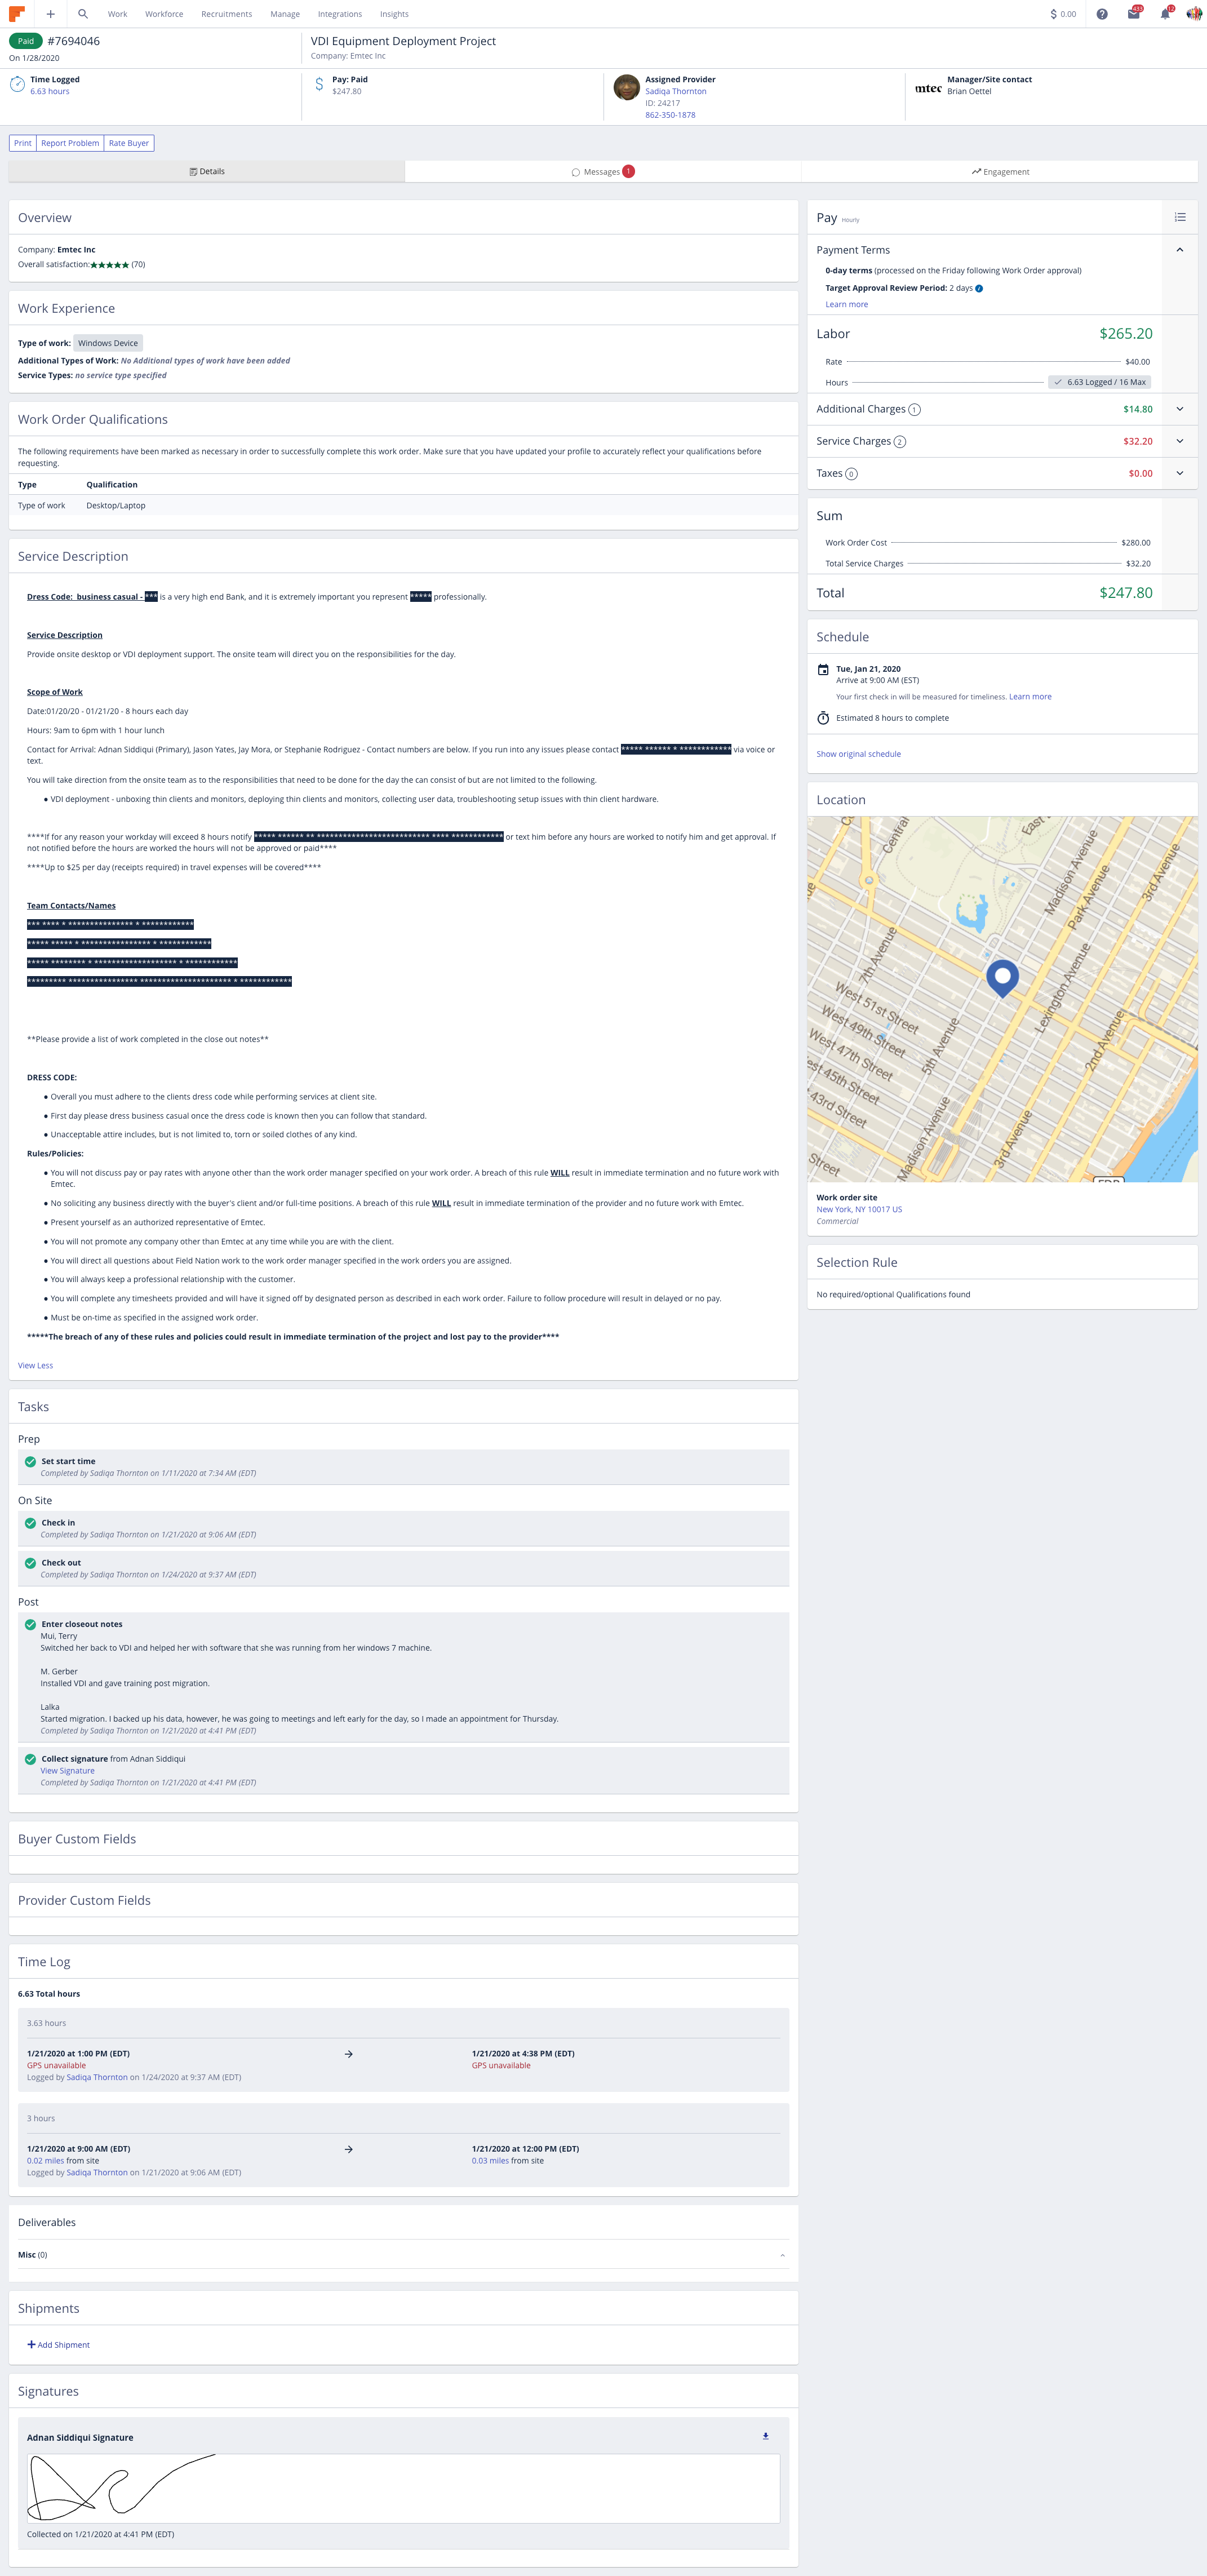 Work Workforce Recruitments Manage Integrations Insights
$ 0.00 433 12
Paid #7694046
On 1/28/2020
VDI Equipment Deployment Project
Company: Emtec Inc
Time Logged
6.63 hours
Pay: Paid
$247.80
Assigned Provider
Sadiqa Thornton
ID: 24217
862-350-1878
mtec
Manager/Site contact
Brian Oettel
Print Report Problem Rate Buyer
Details Messages 1 Engagement
Overview
Company: Emtec Inc
Overall satisfaction:★★★★★ (70)
Work Experience
Type of work: Windows Device
Additional Types of Work: No Additional types of work have been added
Service Types: no service type specified
Work Order Qualifications
The following requirements have been marked as necessary in order to successfully complete this work order. Make sure that you have updated your profile to accurately reflect your qualifications before
requesting.
Type Qualification
Type of work Desktop/Laptop
Service Description
Dress Code: business casual - *** is a very high end Bank, and it is extremely important you represent ***** professionally.
Service Description
Provide onsite desktop or VDI deployment support. The onsite team will direct you on the responsibilities for the day.
Scope of Work
Date:01/20/20 - 01/21/20 - 8 hours each day
Hours: 9am to 6pm with 1 hour lunch
Contact for Arrival: Adnan Siddiqui (Primary), Jason Yates, Jay Mora, or Stephanie Rodriguez - Contact numbers are below. If you run into any issues please contact ***** ****** * ************ via voice or
text.
You will take direction from the onsite team as to the responsibilities that need to be done for the day the can consist of but are not limited to the following.
● VDI deployment - unboxing thin clients and monitors, deploying thin clients and monitors, collecting user data, troubleshooting setup issues with thin client hardware.
****If for any reason your workday will exceed 8 hours notify ***** ****** ** ************************** **** ************ or text him before any hours are worked to notify him and get approval. If
not notified before the hours are worked the hours will not be approved or paid****
****Up to $25 per day (receipts required) in travel expenses will be covered****
Team Contacts/Names
*** **** * *************** * ************
***** ***** * **************** * ************
***** ******** * ******************* * ************
********* **************** ********************* * ************
**Please provide a list of work completed in the close out notes**
DRESS CODE:
● Overall you must adhere to the clients dress code while performing services at client site.
● First day please dress business casual once the dress code is known then you can follow that standard.
● Unacceptable attire includes, but is not limited to, torn or soiled clothes of any kind.
Rules/Policies:
● You will not discuss pay or pay rates with anyone other than the work order manager specified on your work order. A breach of this rule WILL result in immediate termination and no future work with
Emtec.
● No soliciting any business directly with the buyer's client and/or full-time positions. A breach of this rule WILL result in immediate termination of the provider and no future work with Emtec.
● Present yourself as an authorized representative of Emtec.
● You will not promote any company other than Emtec at any time while you are with the client.
● You will direct all questions about Field Nation work to the work order manager specified in the work orders you are assigned.
● You will always keep a professional relationship with the customer.
● You will complete any timesheets provided and will have it signed off by designated person as described in each work order. Failure to follow procedure will result in delayed or no pay.
● Must be on-time as specified in the assigned work order.
*****The breach of any of these rules and policies could result in immediate termination of the project and lost pay to the provider****
View Less
Tasks
Prep
Set start time
Completed by Sadiqa Thornton on 1/11/2020 at 7:34 AM (EDT)
On Site
Check in
Completed by Sadiqa Thornton on 1/21/2020 at 9:06 AM (EDT)
Check out
Completed by Sadiqa Thornton on 1/24/2020 at 9:37 AM (EDT)
Post
Enter closeout notes
Mui, Terry
Switched her back to VDI and helped her with software that she was running from her windows 7 machine.
M. Gerber
Installed VDI and gave training post migration.
Lalka
Started migration. I backed up his data, however, he was going to meetings and left early for the day, so I made an appointment for Thursday.
Completed by Sadiqa Thornton on 1/21/2020 at 4:41 PM (EDT)
Collect signature from Adnan Siddiqui
View Signature
Completed by Sadiqa Thornton on 1/21/2020 at 4:41 PM (EDT)
Buyer Custom Fields
Provider Custom Fields
Time Log
6.63 Total hours
3.63 hours
1/21/2020 at 1:00 PM (EDT) → 1/21/2020 at 4:38 PM (EDT)
GPS unavailable GPS unavailable
Logged by Sadiqa Thornton on 1/24/2020 at 9:37 AM (EDT)
3 hours
1/21/2020 at 9:00 AM (EDT) → 1/21/2020 at 12:00 PM (EDT)
0.02 miles from site 0.03 miles from site
Logged by Sadiqa Thornton on 1/21/2020 at 9:06 AM (EDT)
Deliverables
Misc (0)
Shipments
Add Shipment
Signatures
Adnan Siddiqui Signature
Collected on 1/21/2020 at 4:41 PM (EDT)
Pay Hourly
Payment Terms
0-day terms (processed on the Friday following Work Order approval)
Target Approval Review Period: 2 days
Learn more
Labor $265.20
Rate $40.00
Hours 6.63 Logged / 16 Max
Additional Charges 1 $14.80
Service Charges 2 $32.20
Taxes 0 $0.00
Sum
Work Order Cost $280.00
Total Service Charges $32.20
Total $247.80
Schedule
Tue, Jan 21, 2020
Arrive at 9:00 AM (EST)
Your first check in will be measured for timeliness. Learn more
Estimated 8 hours to complete
Show original schedule
Location
Central
East
Madison Avenue
Park Avenue
3rd Avenue
7th Avenue
West 51st Street
West 49th Street
West 47th Street
est 45th Street
43rd Street
Street
5th Avenue
Lexington Avenue
2nd Avenue
Madison Avenue
3rd Avenue
FDR
Work order site
New York, NY 10017 US
Commercial
Selection Rule
No required/optional Qualifications found